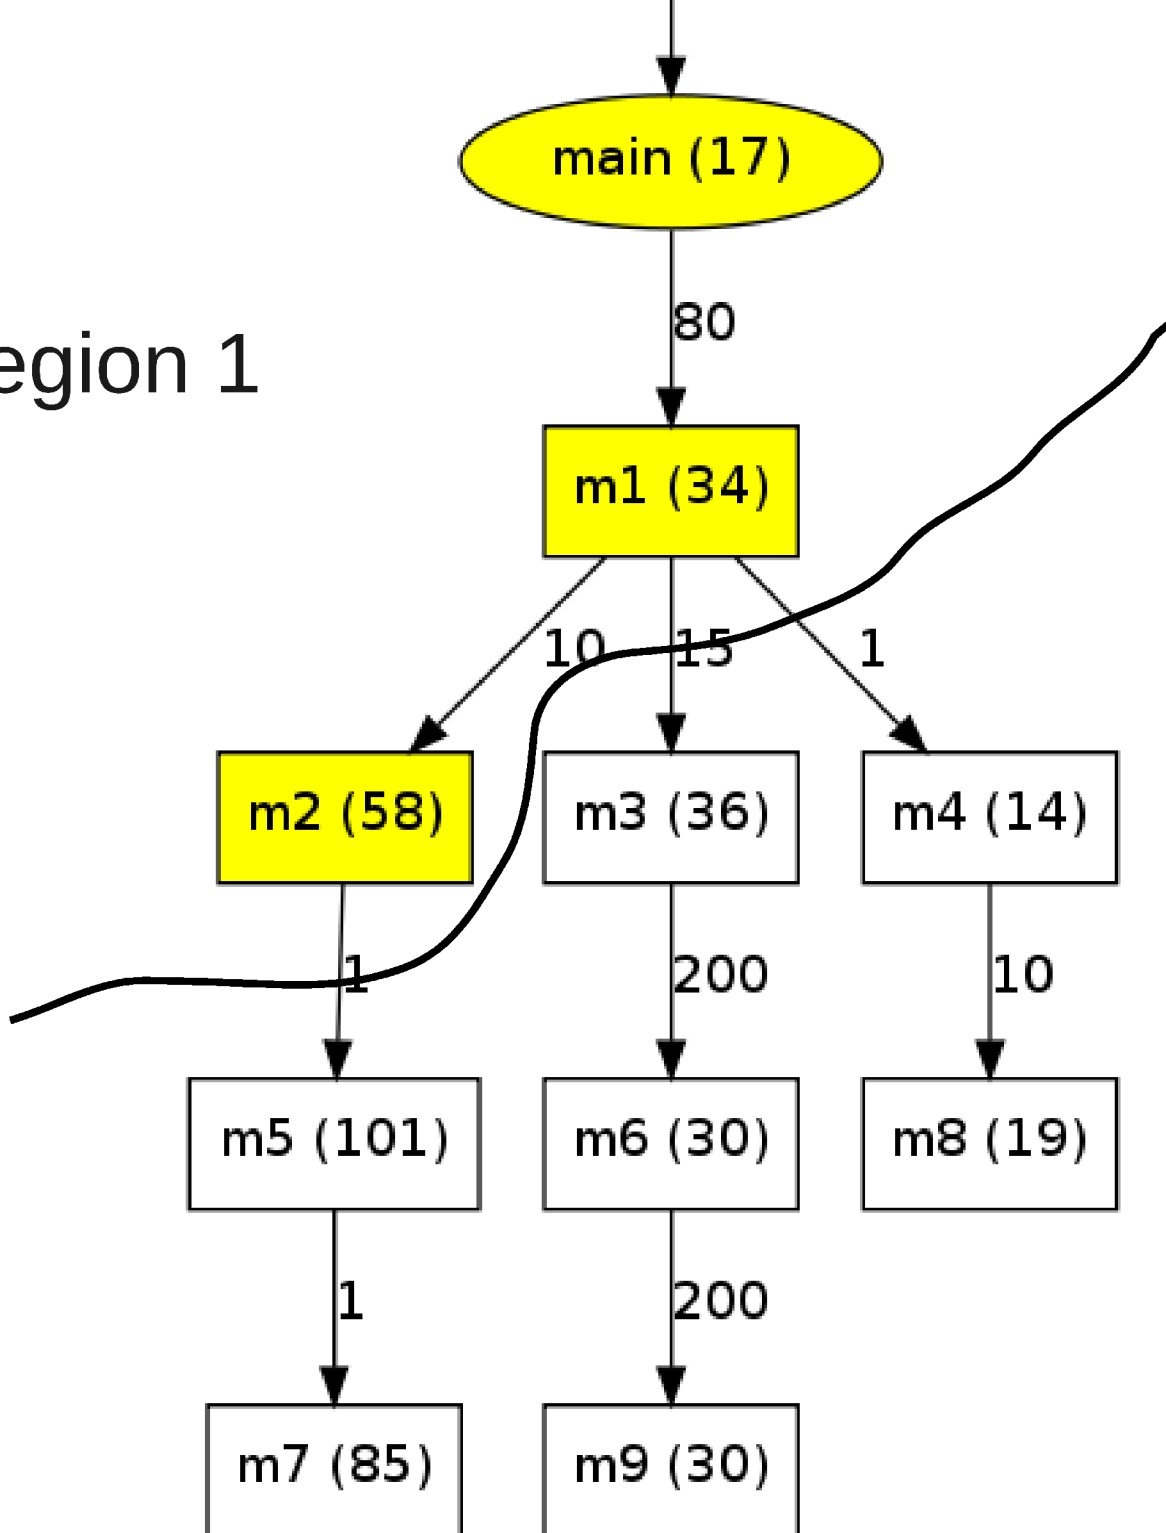 main (17)
80
egion 1
m1 (34)
10 15 1
m2 (58) m3 (36) m4 (14)
1 200 10
m5 (101) m6 (30) m8 (19)
1 200
m7 (85) m9 (30)